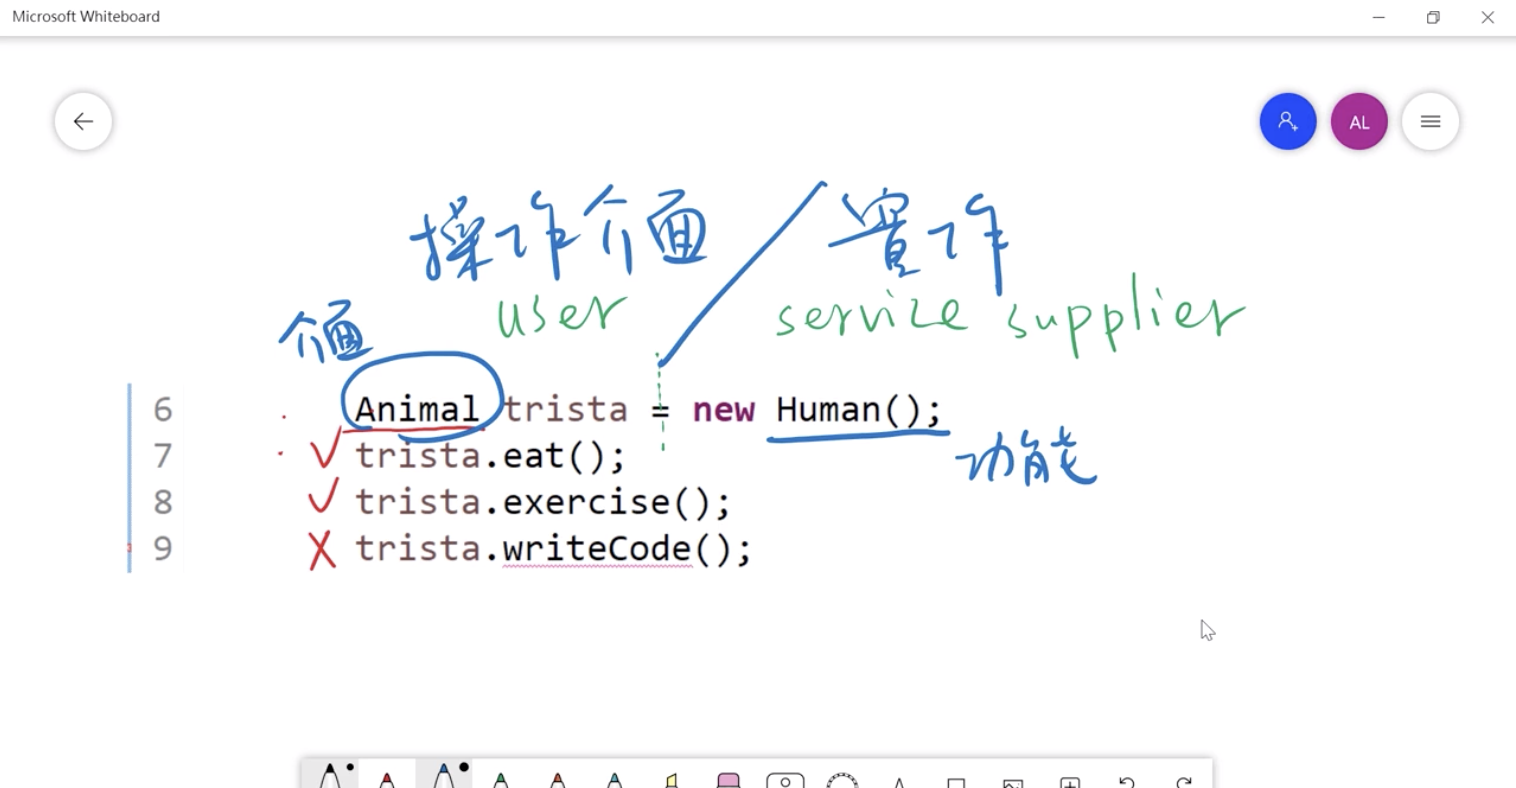 Microsoft Whiteboard
AL
操作介面 / 實作
user service supplier
介面
6 Animal trista = new Human();
功能
7 trista.eat();
8 trista.exercise();
9 trista.writeCode();